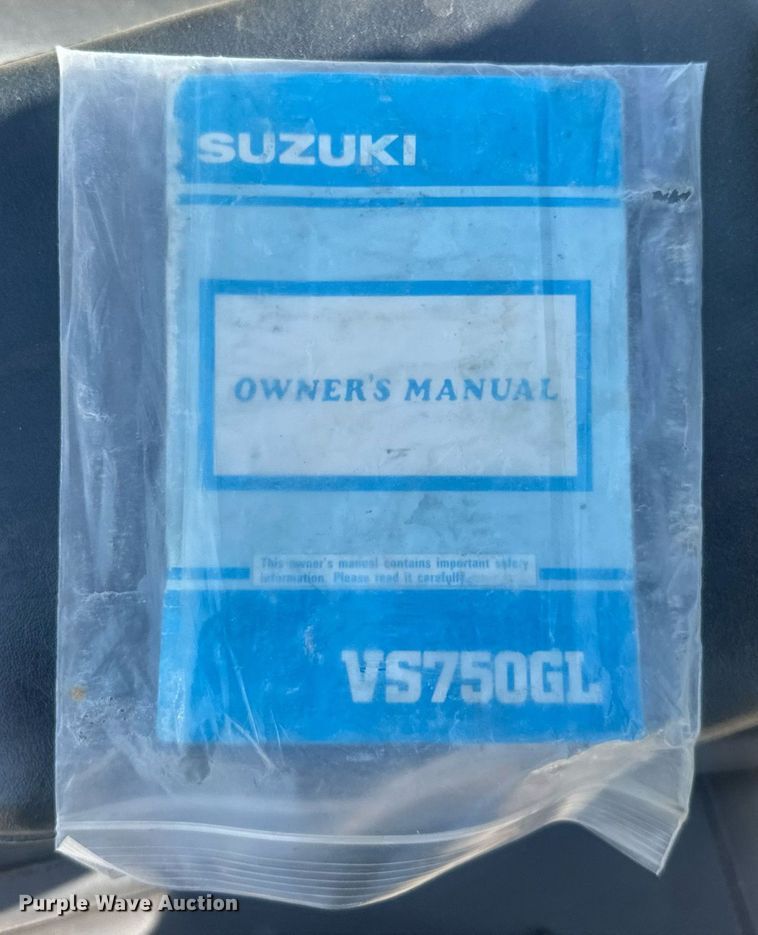 SUZUKI
OWNER'S MANUAL
This owner's manual contains important safety
information. Please read it carefully
VS750GL
Purple Wave Auction